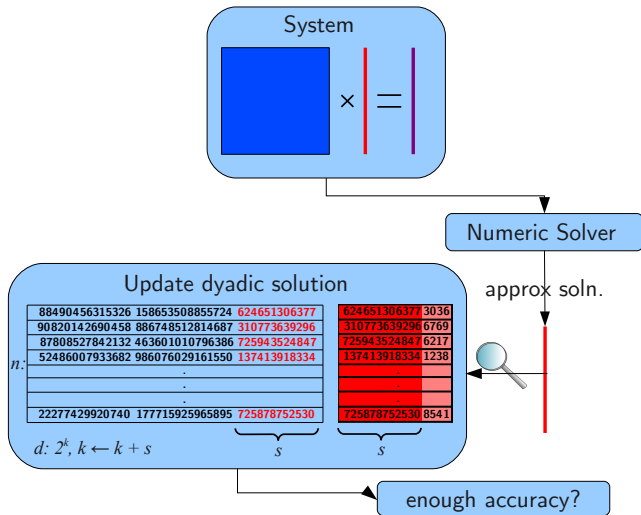 System
× =
Numeric Solver
approx soln.
Update dyadic solution
n:
88490456315326 158653508855724 624651306377
90820142690458 886748512814687 310773639296
87808527842132 463601010796386 725943524847
52486007933682 986076029161550 137413918334
.
.
.
22277429920740 177715925965895 725878752530
s
624651306377 3036
310773639296 6769
725943524847 6217
137413918334 1238
.
.
.
725878752530 8541
s
d: 2^k, k ← k + s
enough accuracy?